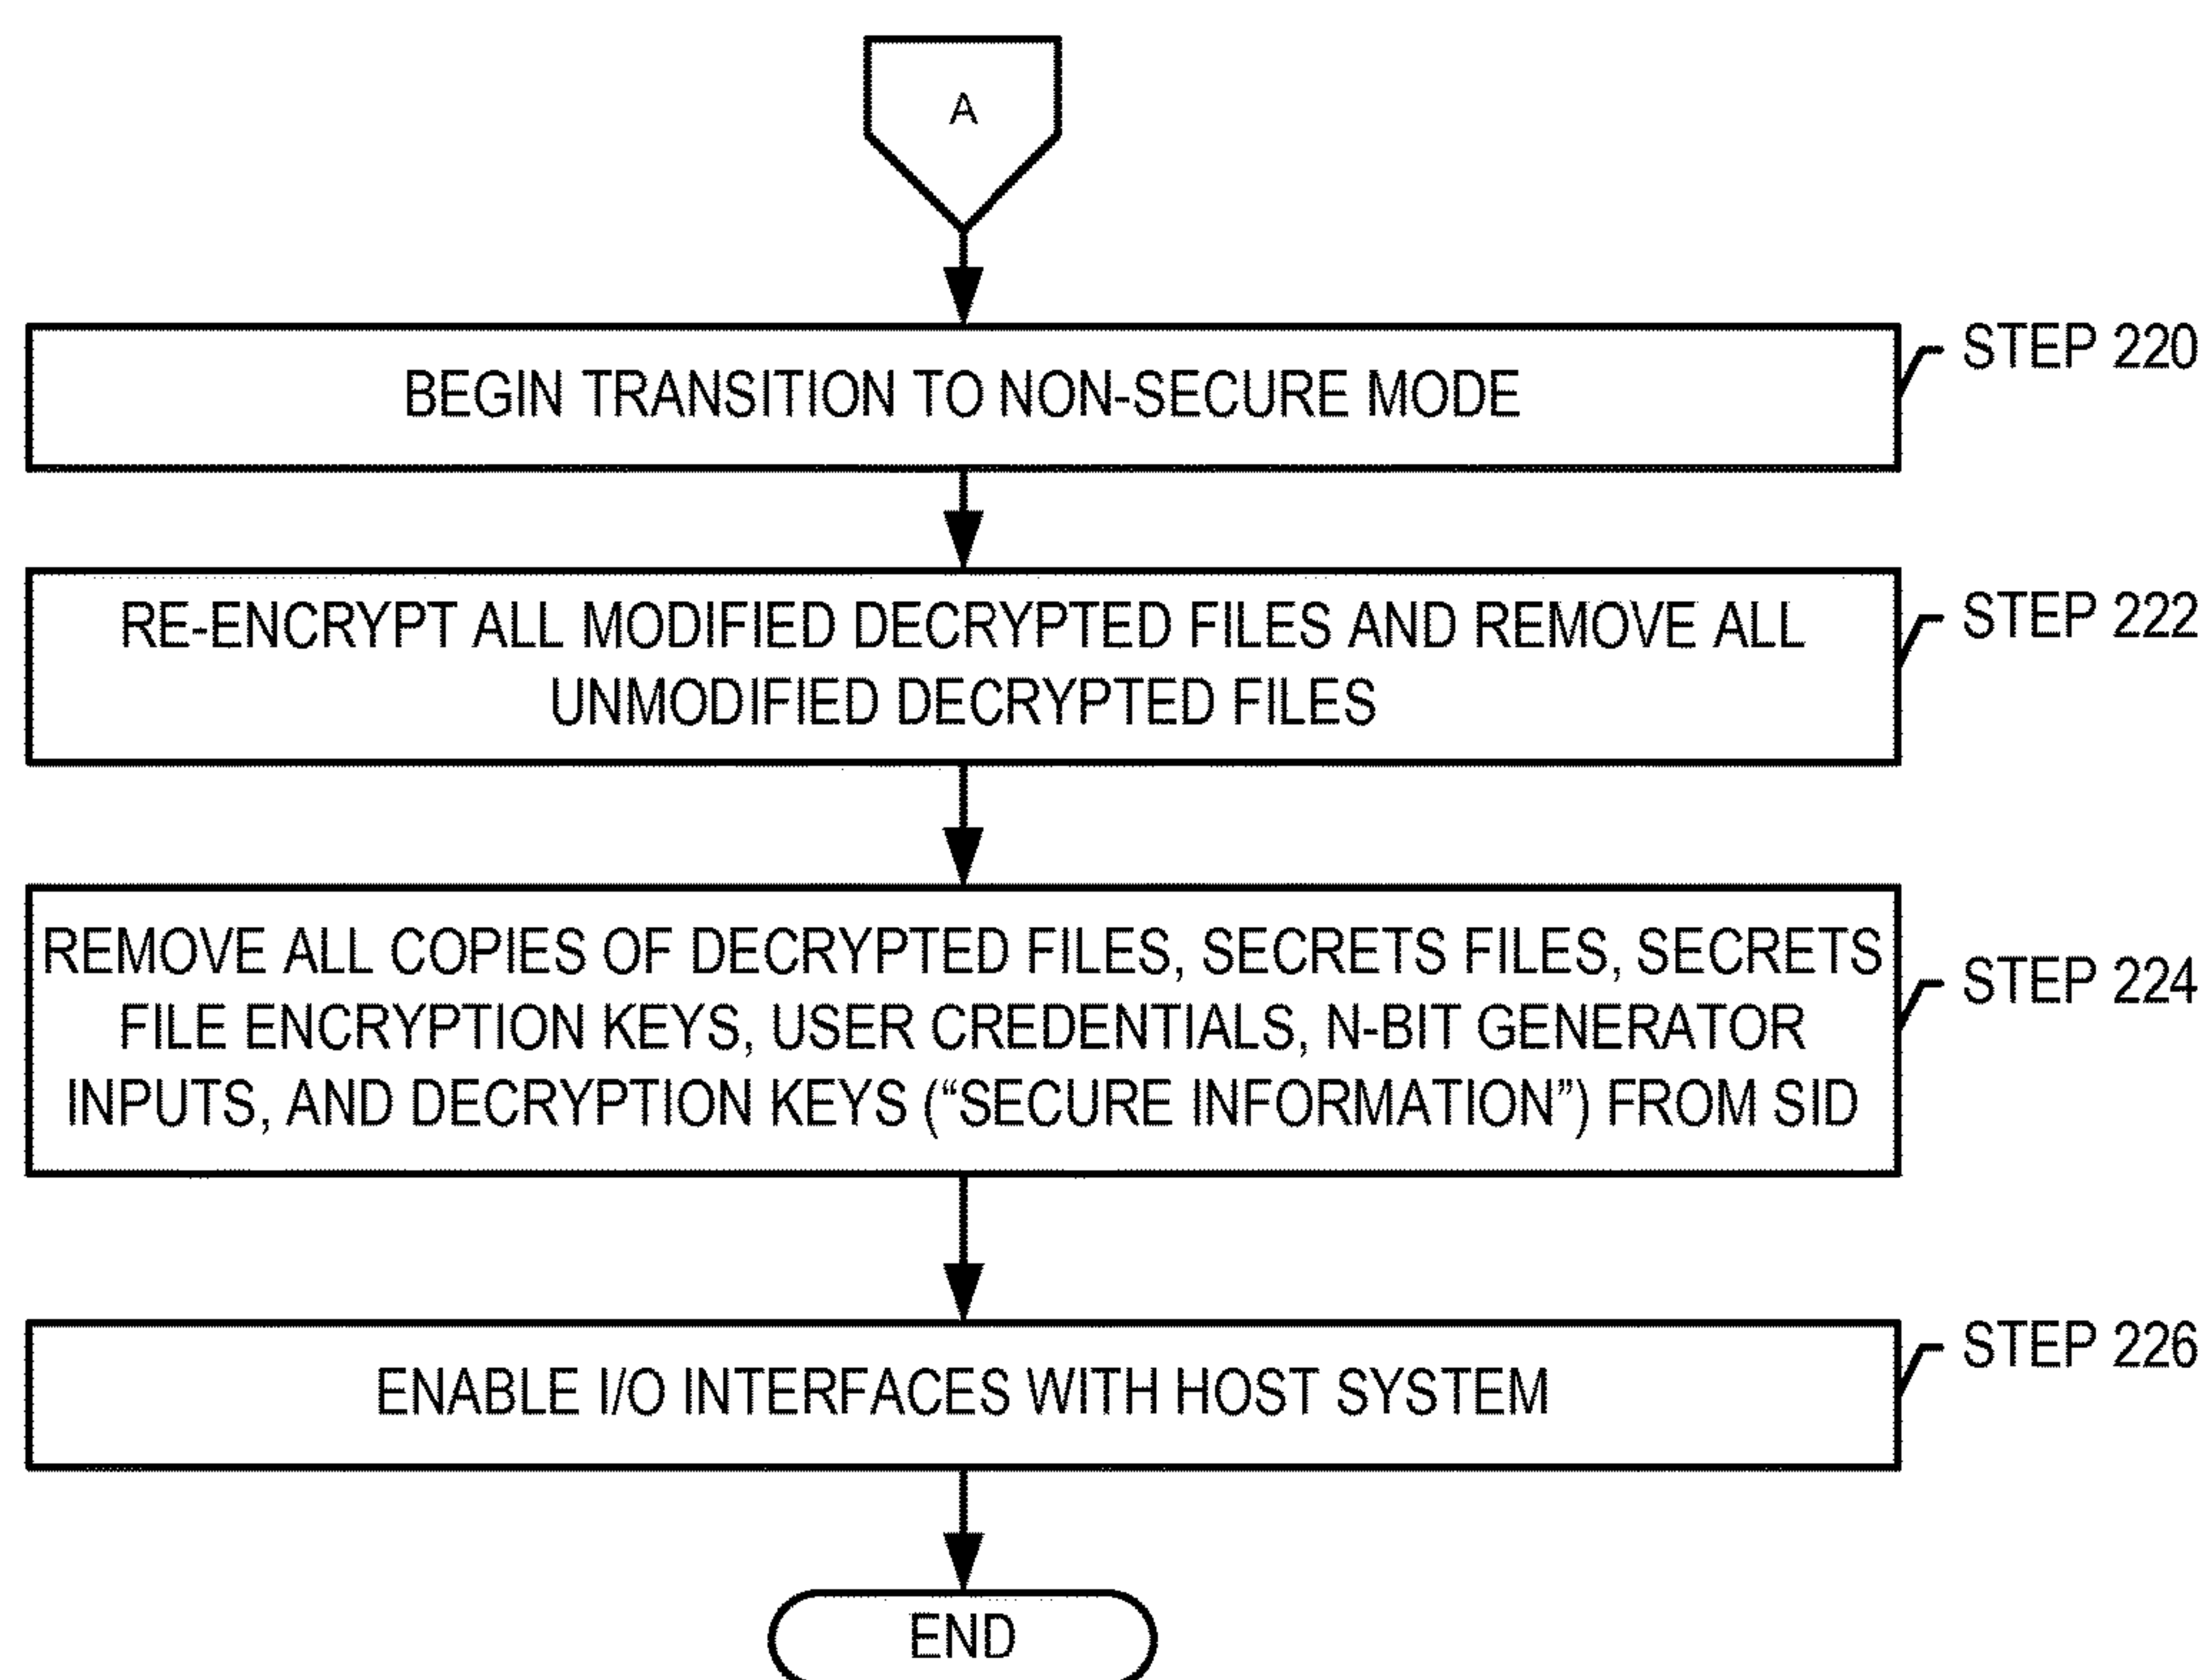 A
BEGIN TRANSITION TO NON-SECURE MODE
STEP 220
RE-ENCRYPT ALL MODIFIED DECRYPTED FILES AND REMOVE ALL
UNMODIFIED DECRYPTED FILES
STEP 222
REMOVE ALL COPIES OF DECRYPTED FILES, SECRETS FILES, SECRETS
FILE ENCRYPTION KEYS, USER CREDENTIALS, N-BIT GENERATOR
INPUTS, AND DECRYPTION KEYS (“SECURE INFORMATION”) FROM SID
STEP 224
ENABLE I/O INTERFACES WITH HOST SYSTEM
STEP 226
END